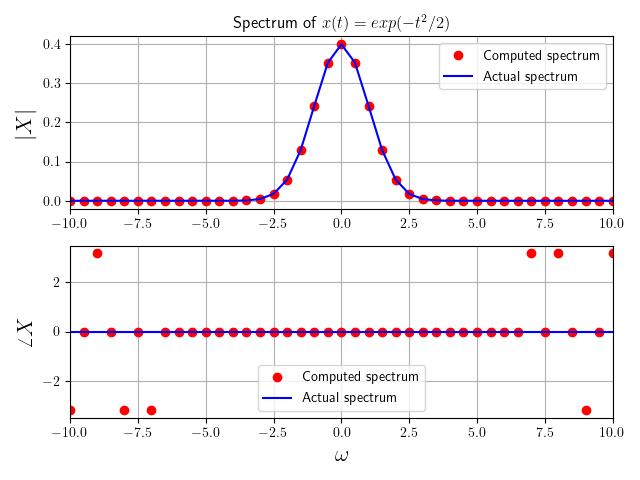 Spectrum of x(t) = exp(−t²/2)
0.4
0.3
0.2
0.1
0.0
|X|
Computed spectrum
Actual spectrum
−10.0 −7.5 −5.0 −2.5 0.0 2.5 5.0 7.5 10.0
2
0
−2
∠X
Computed spectrum
Actual spectrum
−10.0 −7.5 −5.0 −2.5 0.0 2.5 5.0 7.5 10.0
ω